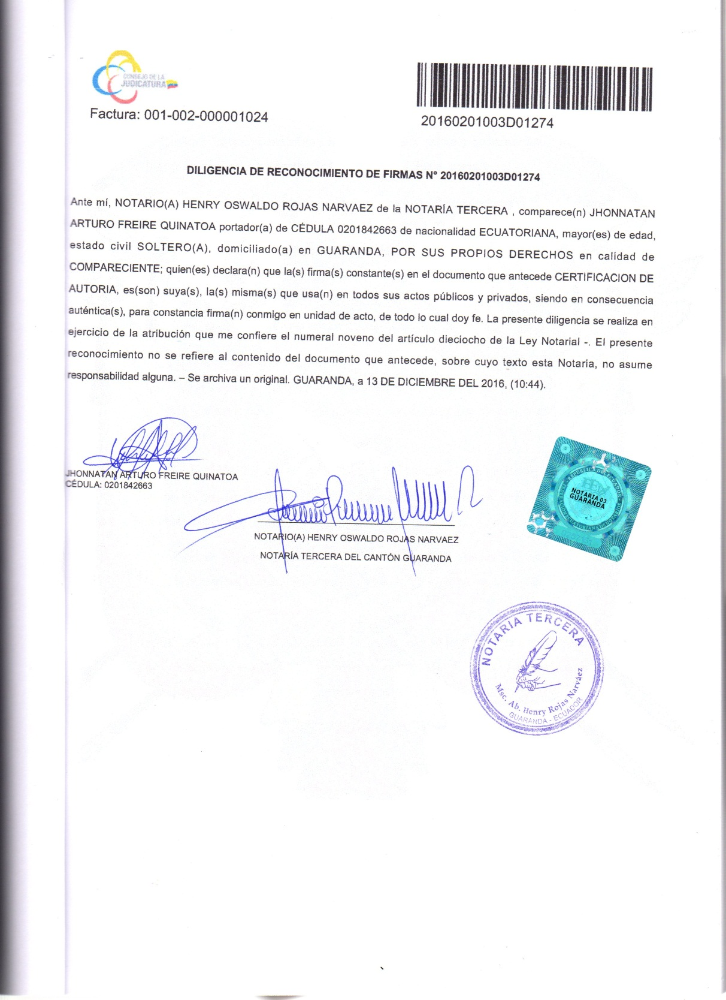 CONSEJO DE LA
JUDICATURA
Factura: 001-002-000001024
20160201003D01274
DILIGENCIA DE RECONOCIMIENTO DE FIRMAS N° 20160201003D01274
Ante mí, NOTARIO(A) HENRY OSWALDO ROJAS NARVAEZ de la NOTARÍA TERCERA , comparece(n) JHONNATAN
ARTURO FREIRE QUINATOA portador(a) de CÉDULA 0201842663 de nacionalidad ECUATORIANA, mayor(es) de edad,
estado civil SOLTERO(A), domiciliado(a) en GUARANDA, POR SUS PROPIOS DERECHOS en calidad de
COMPARECIENTE; quien(es) declara(n) que la(s) firma(s) constante(s) en el documento que antecede CERTIFICACION DE
AUTORIA, es(son) suya(s), la(s) misma(s) que usa(n) en todos sus actos públicos y privados, siendo en consecuencia
auténtica(s), para constancia firma(n) conmigo en unidad de acto, de todo lo cual doy fe. La presente diligencia se realiza en
ejercicio de la atribución que me confiere el numeral noveno del artículo dieciocho de la Ley Notarial -. El presente
reconocimiento no se refiere al contenido del documento que antecede, sobre cuyo texto esta Notaria, no asume
responsabilidad alguna. – Se archiva un original. GUARANDA, a 13 DE DICIEMBRE DEL 2016, (10:44).
JHONNATAN ARTURO FREIRE QUINATOA
CÉDULA: 0201842663
NOTARIO(A) HENRY OSWALDO ROJAS NARVAEZ
NOTARÍA TERCERA DEL CANTÓN GUARANDA
REPUBLICA DEL ECUADOR
NOTARIA 03
GUARANDA
NOTARIA TERCERA
Msc. Ab. Henry Rojas Narváez
GUARANDA - ECUADOR